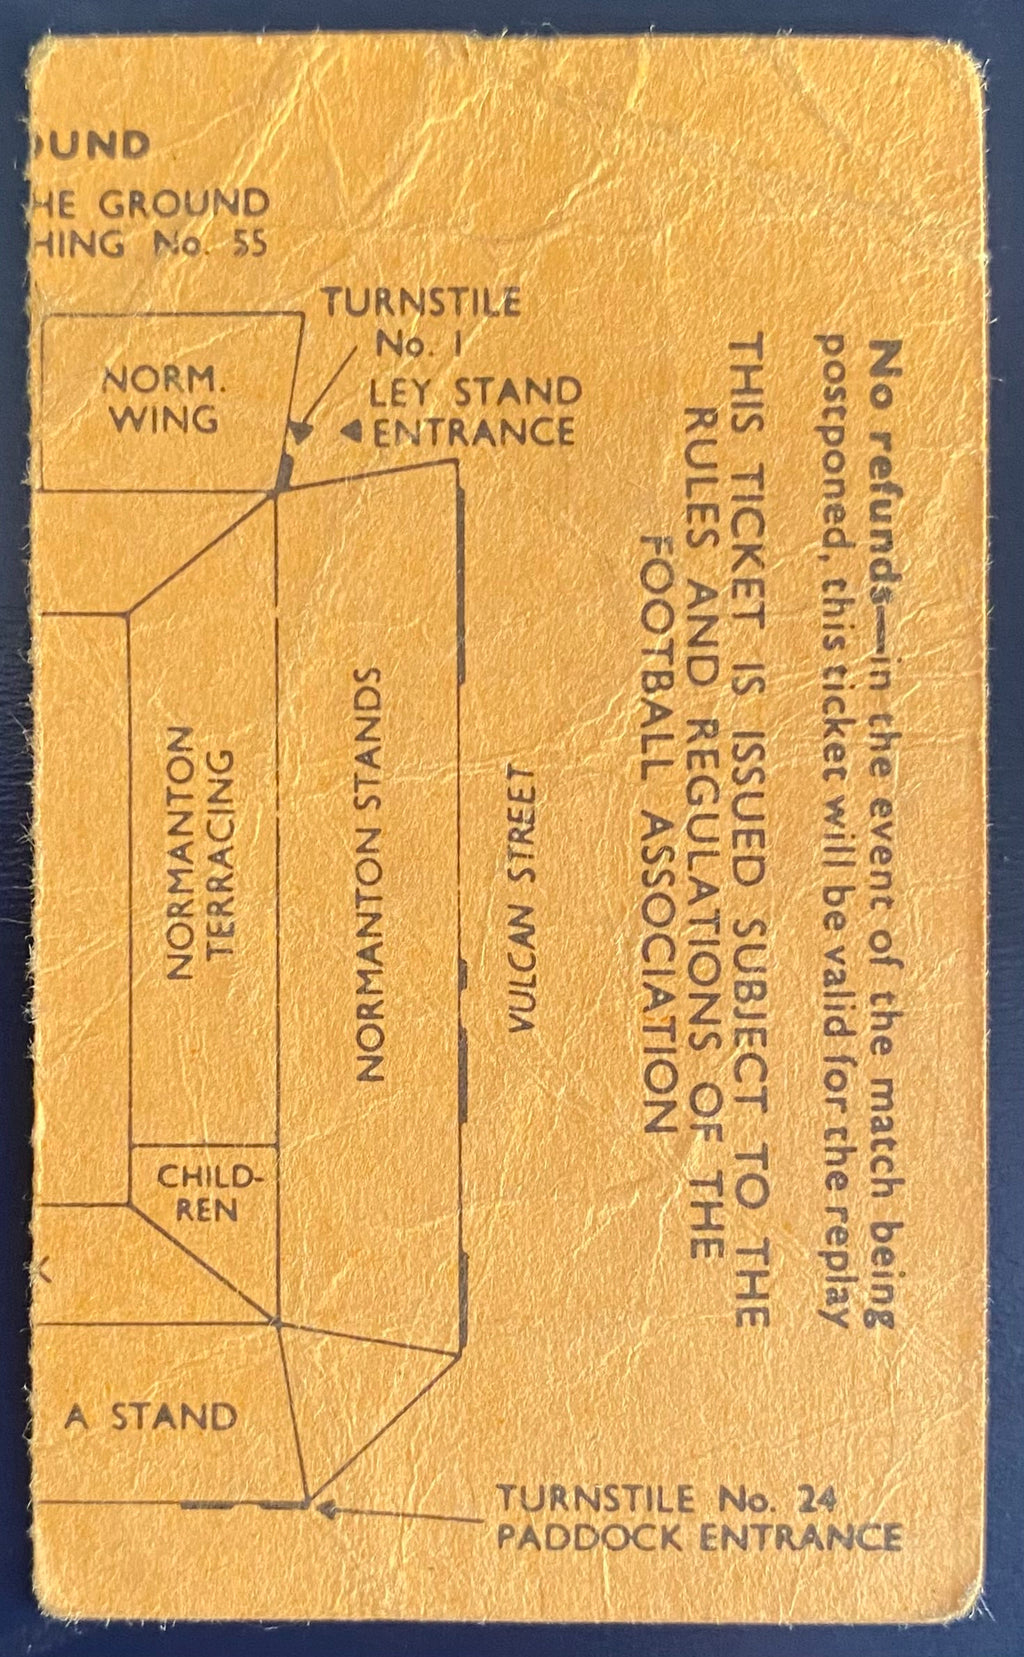 OUND
HE GROUND
HING No. 55
TURNSTILE
No. 1
LEY STAND
ENTRANCE
NORM.
WING
NORMANTON
TERRACING
NORMANTON STANDS
VULCAN STREET
CHILD-
REN
A STAND
TURNSTILE No. 24
PADDOCK ENTRANCE
No refunds—in the event of the match being
postponed, this ticket will be valid for the replay
THIS TICKET IS ISSUED SUBJECT TO THE
RULES AND REGULATIONS OF THE
FOOTBALL ASSOCIATION